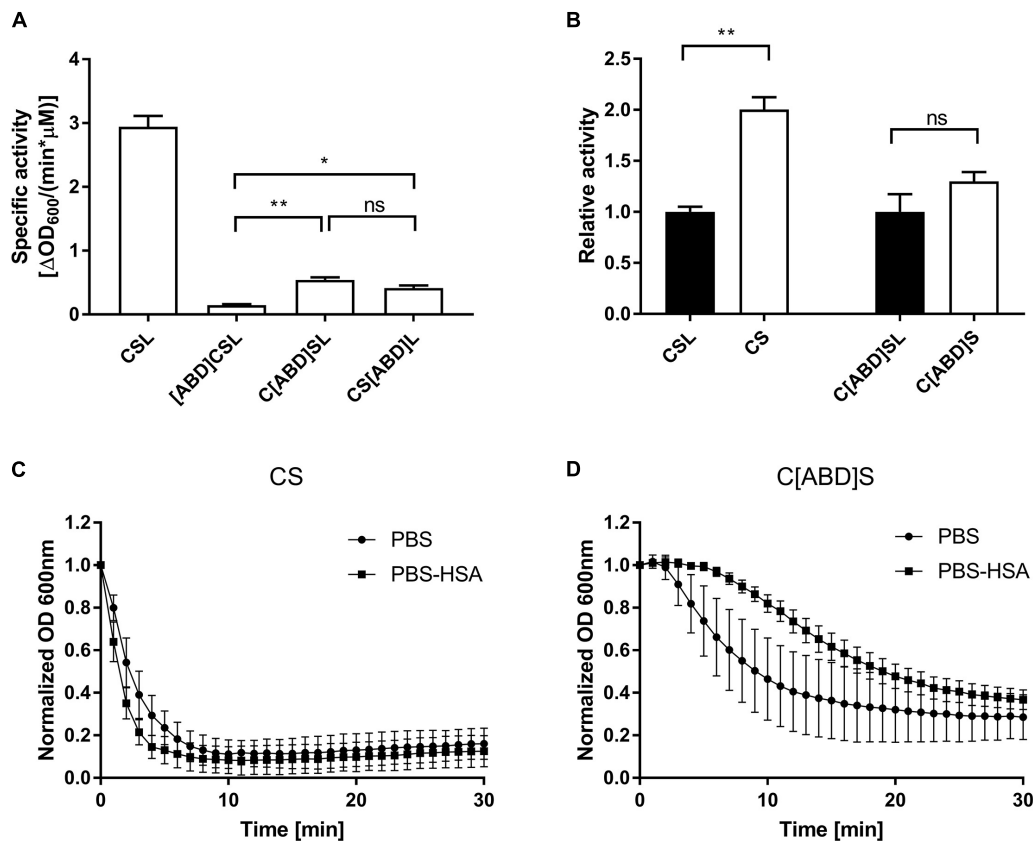 A
Specific activity
[ΔOD600/(min*μM)]
4
3
2
1
0
*
**
ns
CSL
[ABD]CSL
C[ABD]SL
CS[ABD]L
B
Relative activity
2.5
2.0
1.5
1.0
0.5
0.0
**
ns
CSL
CS
C[ABD]SL
C[ABD]S
C
CS
Normalized OD 600nm
1.2
1.0
0.8
0.6
0.4
0.2
0.0
PBS
PBS-HSA
0
10
20
30
Time [min]
D
C[ABD]S
Normalized OD 600nm
1.2
1.0
0.8
0.6
0.4
0.2
0.0
PBS
PBS-HSA
0
10
20
30
Time [min]